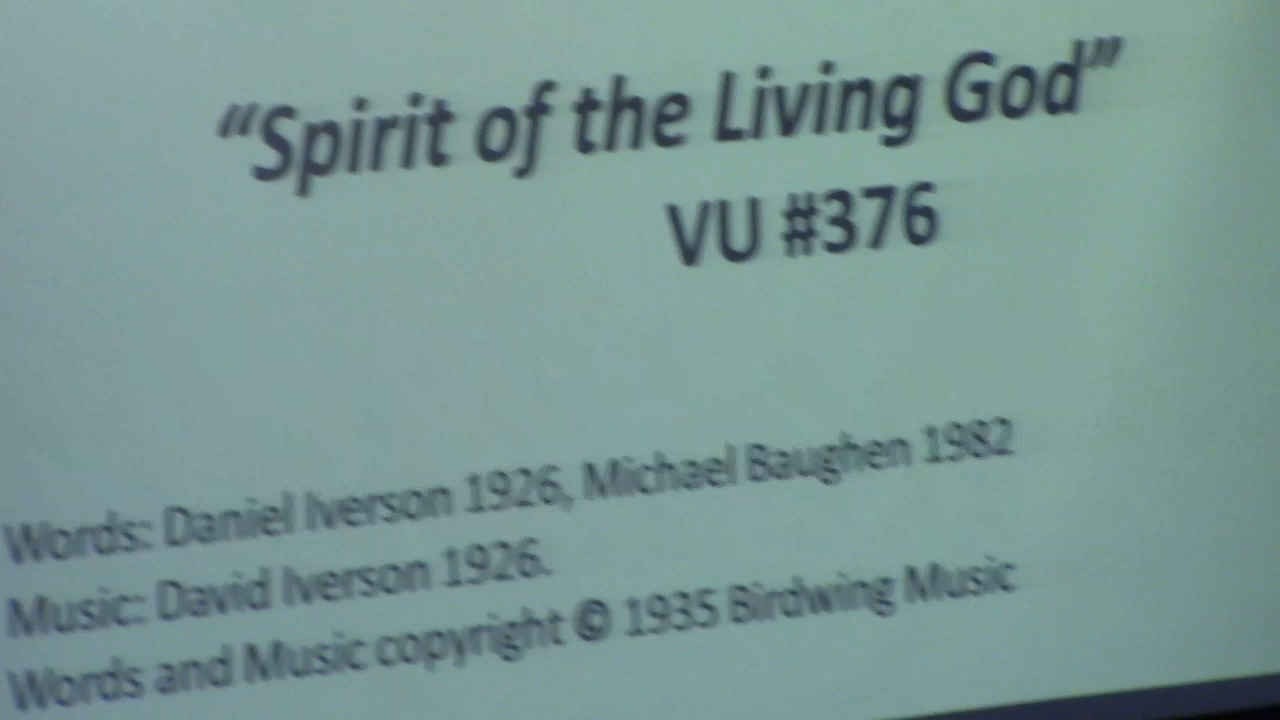 “Spirit of the Living God”
VU #376
Words: Daniel Iverson 1926, Michael Baughen 1982
Music: David Iverson 1926.
Words and Music copyright © 1935 Birdwing Music